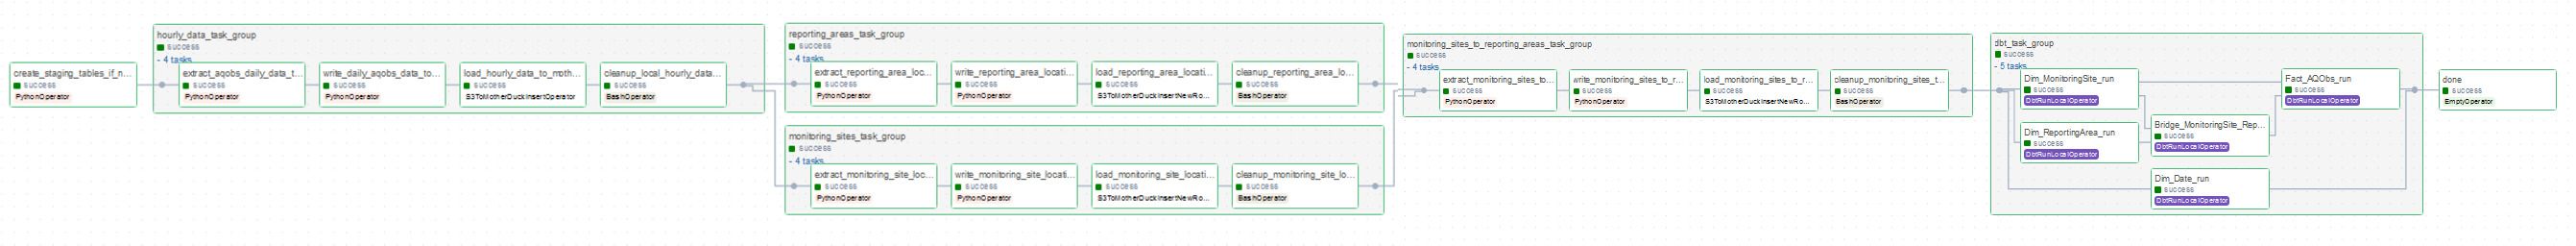 create_staging_tables_if_n...
success
PythonOperator
hourly_data_task_group
success
- 4 tasks
extract_aqobs_daily_data_t...
success
PythonOperator
write_daily_aqobs_data_to...
success
PythonOperator
load_hourly_data_to_moth...
success
S3ToMotherDuckInsertOperator
cleanup_local_hourly_data...
success
BashOperator
reporting_areas_task_group
success
- 4 tasks
extract_reporting_area_loc...
success
PythonOperator
write_reporting_area_locati...
success
PythonOperator
load_reporting_area_locati...
success
S3ToMotherDuckInsertNewRo...
cleanup_reporting_area_lo...
success
BashOperator
monitoring_sites_task_group
success
- 4 tasks
extract_monitoring_site_loc...
success
PythonOperator
write_monitoring_site_locati...
success
PythonOperator
load_monitoring_site_locati...
success
S3ToMotherDuckInsertNewRo...
cleanup_monitoring_site_lo...
success
BashOperator
monitoring_sites_to_reporting_areas_task_group
success
- 4 tasks
extract_monitoring_sites_to...
success
PythonOperator
write_monitoring_sites_to_r...
success
PythonOperator
load_monitoring_sites_to_r...
success
S3ToMotherDuckInsertNewRo...
cleanup_monitoring_sites_t...
success
BashOperator
dbt_task_group
success
- 5 tasks
Dim_MonitoringSite_run
success
DbtRunLocalOperator
Dim_ReportingArea_run
success
DbtRunLocalOperator
Bridge_MonitoringSite_Rep...
success
DbtRunLocalOperator
Dim_Date_run
success
DbtRunLocalOperator
Fact_AQObs_run
success
DbtRunLocalOperator
done
success
EmptyOperator